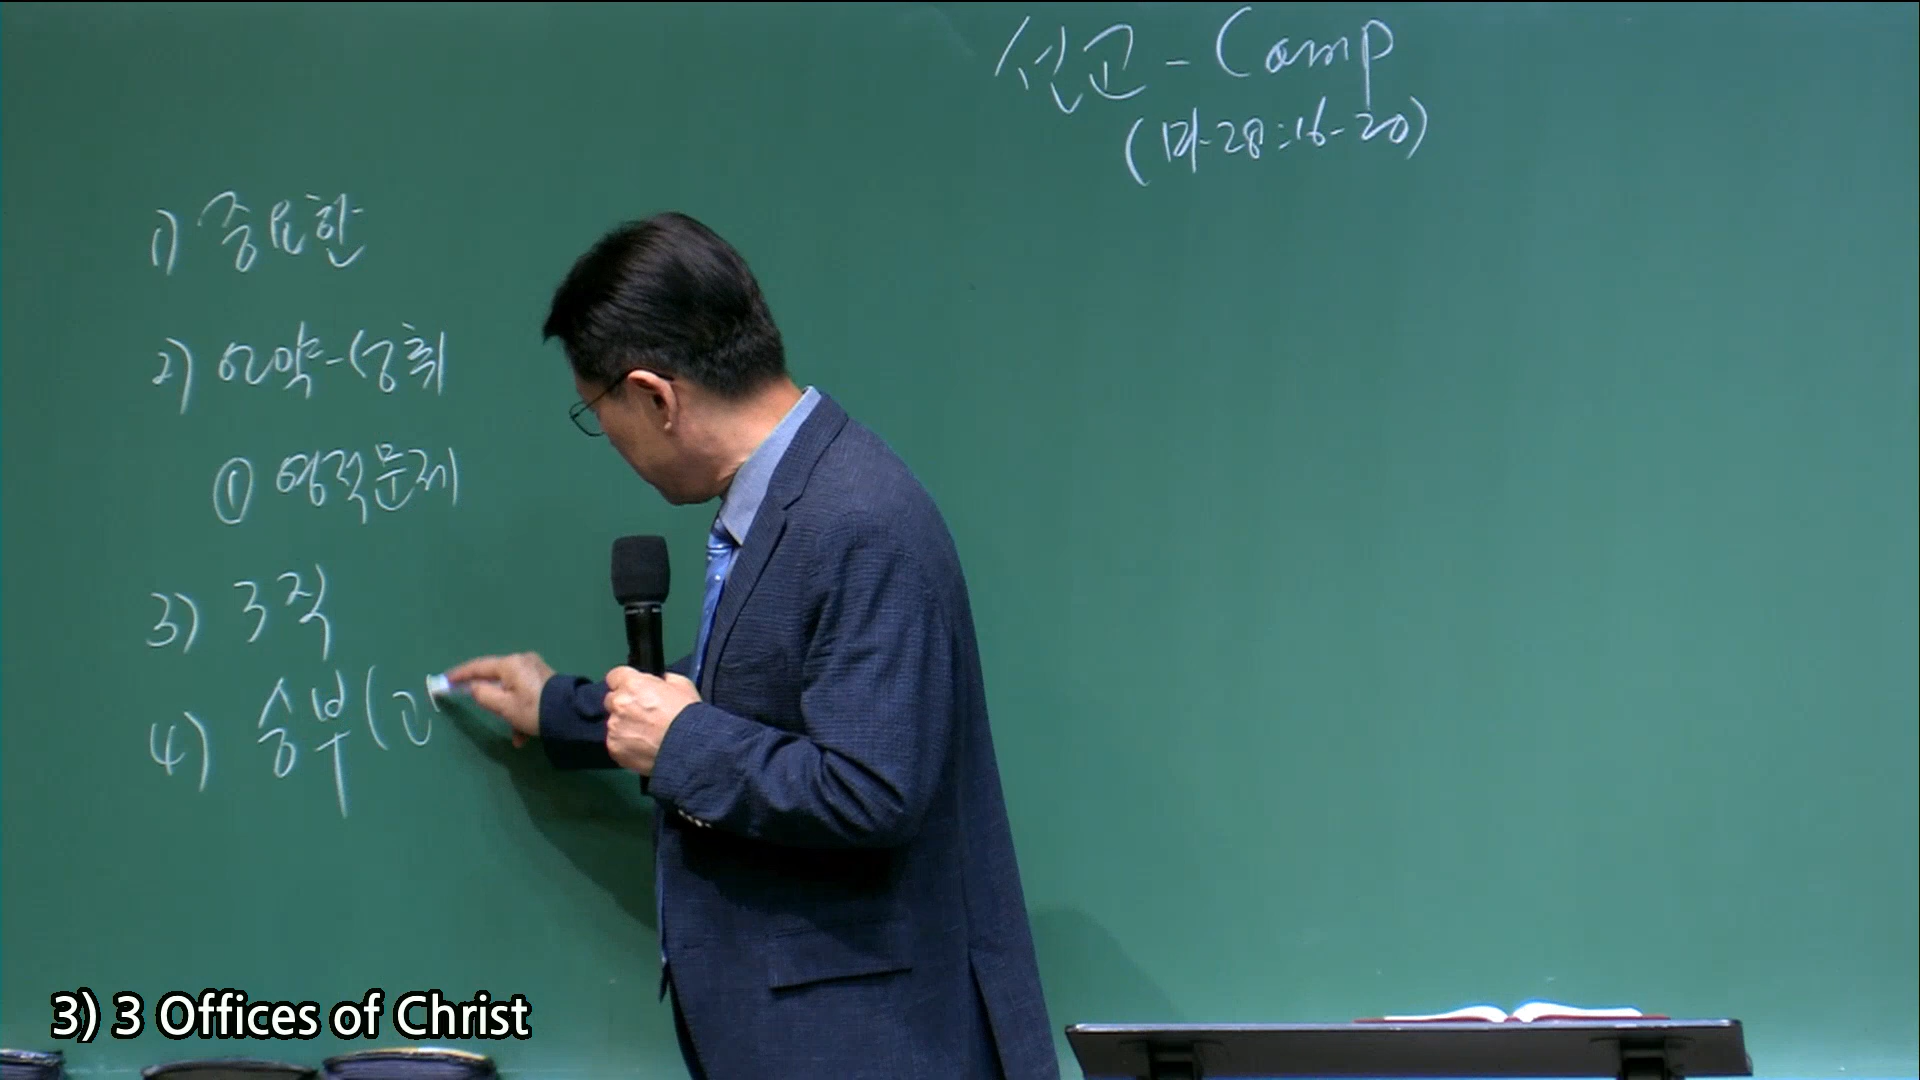 선교-Camp
(마-28:16-20)
1) 중요한
2) 언약-성취
① 영적문제
3) 3직
4) 승부(
3) 3 Offices of Christ